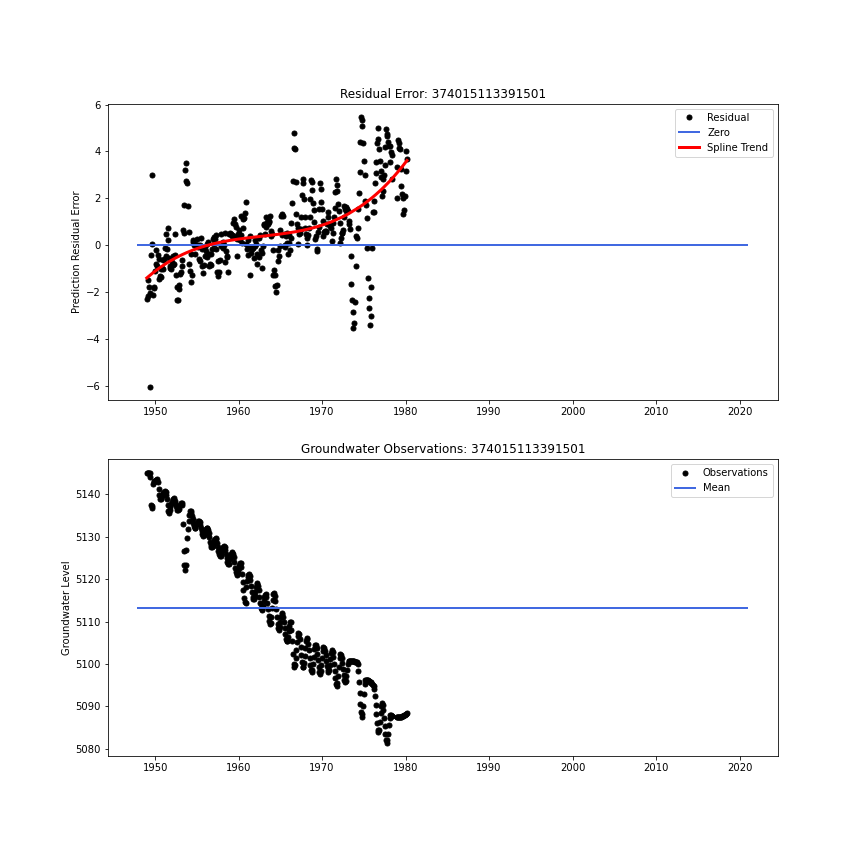 Residual Error: 374015113391501
Prediction Residual Error
6
4
2
0
−2
−4
−6
Residual
Zero
Spline Trend
1950 1960 1970 1980 1990 2000 2010 2020
Groundwater Observations: 374015113391501
Groundwater Level
5140
5130
5120
5110
5100
5090
5080
Observations
Mean
1950 1960 1970 1980 1990 2000 2010 2020